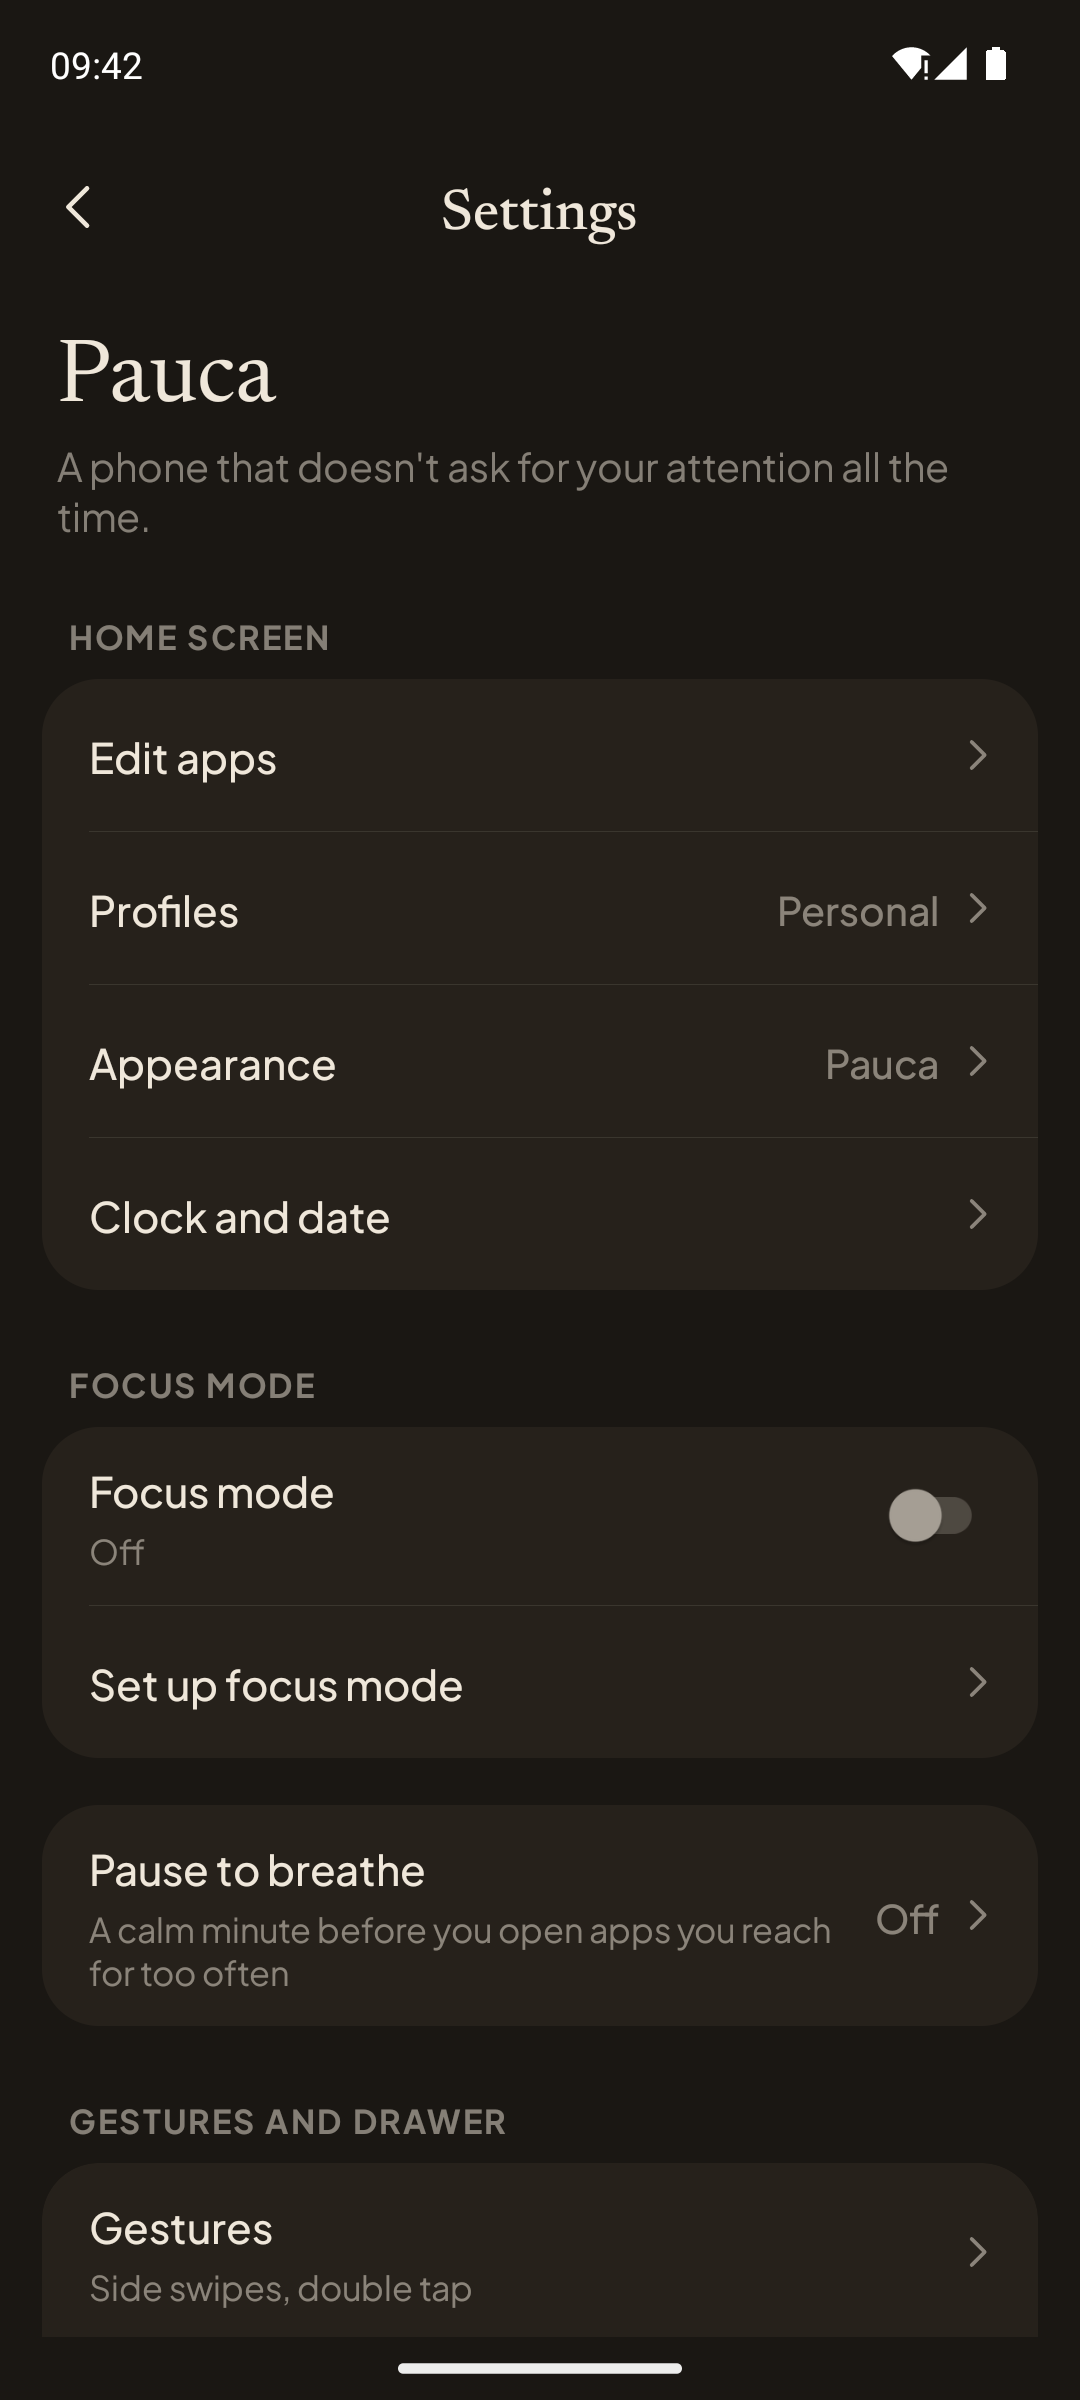 09:42
Settings
Pauca
A phone that doesn't ask for your attention all the
time.
HOME SCREEN
Edit apps
Profiles Personal
Appearance Pauca
Clock and date
FOCUS MODE
Focus mode
Off
Set up focus mode
Pause to breathe
A calm minute before you open apps you reach
for too often
Off
GESTURES AND DRAWER
Gestures
Side swipes, double tap